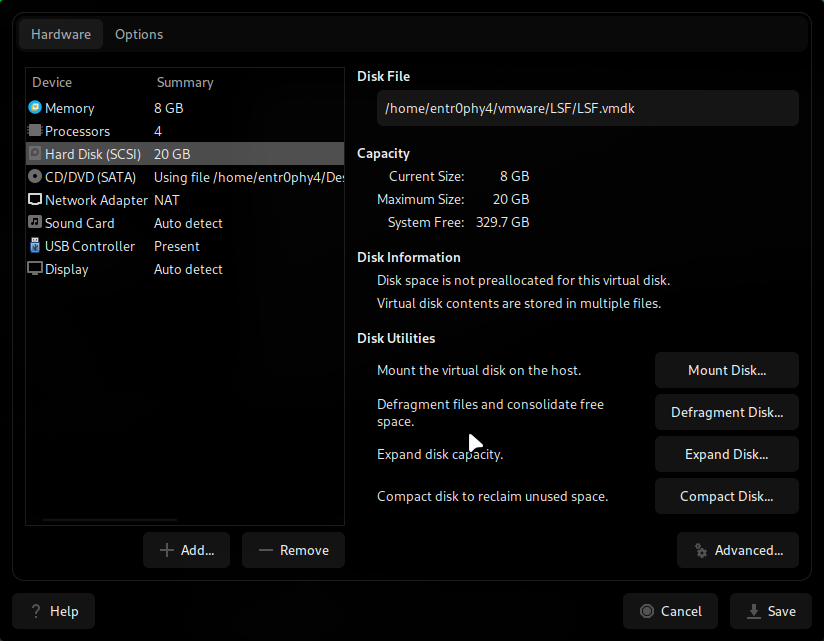 Hardware Options
Device Summary
Memory 8 GB
Processors 4
Hard Disk (SCSI) 20 GB
CD/DVD (SATA) Using file /home/entr0phy4/Des
Network Adapter NAT
Sound Card Auto detect
USB Controller Present
Display Auto detect
Add...
Remove
Disk File
/home/entr0phy4/vmware/LSF/LSF.vmdk
Capacity
Current Size: 8 GB
Maximum Size: 20 GB
System Free: 329.7 GB
Disk Information
Disk space is not preallocated for this virtual disk.
Virtual disk contents are stored in multiple files.
Disk Utilities
Mount the virtual disk on the host. Mount Disk...
Defragment files and consolidate free
space.
Defragment Disk...
Expand disk capacity. Expand Disk...
Compact disk to reclaim unused space. Compact Disk...
Advanced...
? Help
Cancel
Save